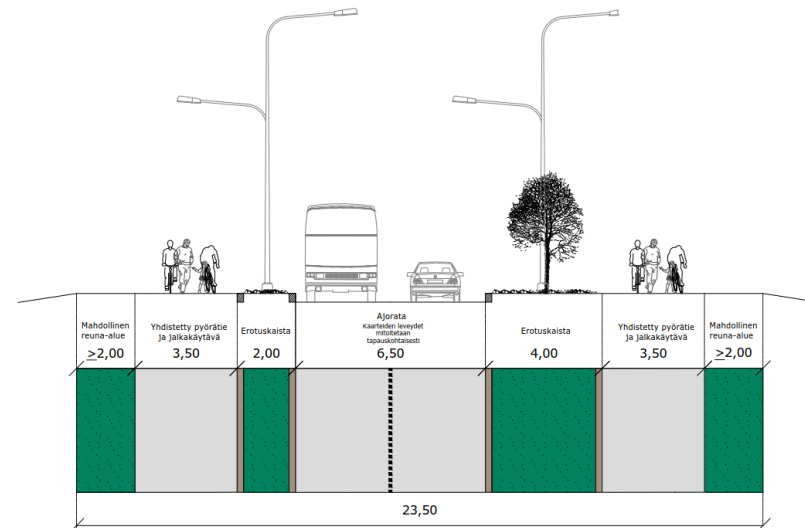 Mahdollinen
reuna-alue
≥2,00
Yhdistetty pyörätie
ja jalkakäytävä
3,50
Erotuskaista
2,00
Ajorata
Kaarteiden leveydet
mitoitetaan
tapauskohtaisesti
6,50
Erotuskaista
4,00
Yhdistetty pyörätie
ja jalkakäytävä
3,50
Mahdollinen
reuna-alue
≥2,00
23,50